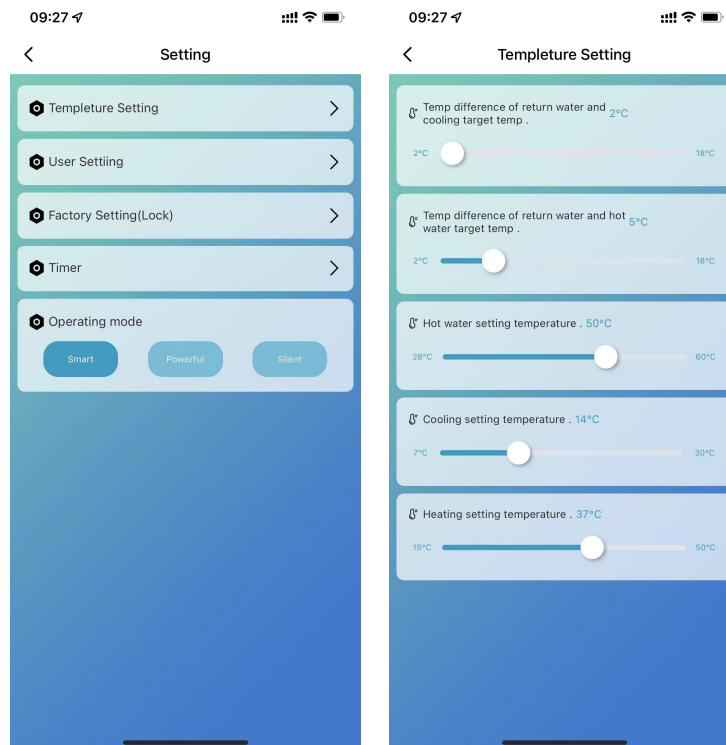 09:27
Setting
Templeture Setting
User Settiing
Factory Setting(Lock)
Timer
Operating mode
Smart
Powerful
Slient
09:27
Templeture Setting
Temp difference of return water and
cooling target temp .
2°C
2°C
18°C
Temp difference of return water and hot
water target temp .
5°C
2°C
18°C
Hot water setting temperature . 50°C
28°C
60°C
Cooling setting temperature . 14°C
7°C
30°C
Heating setting temperature . 37°C
15°C
50°C